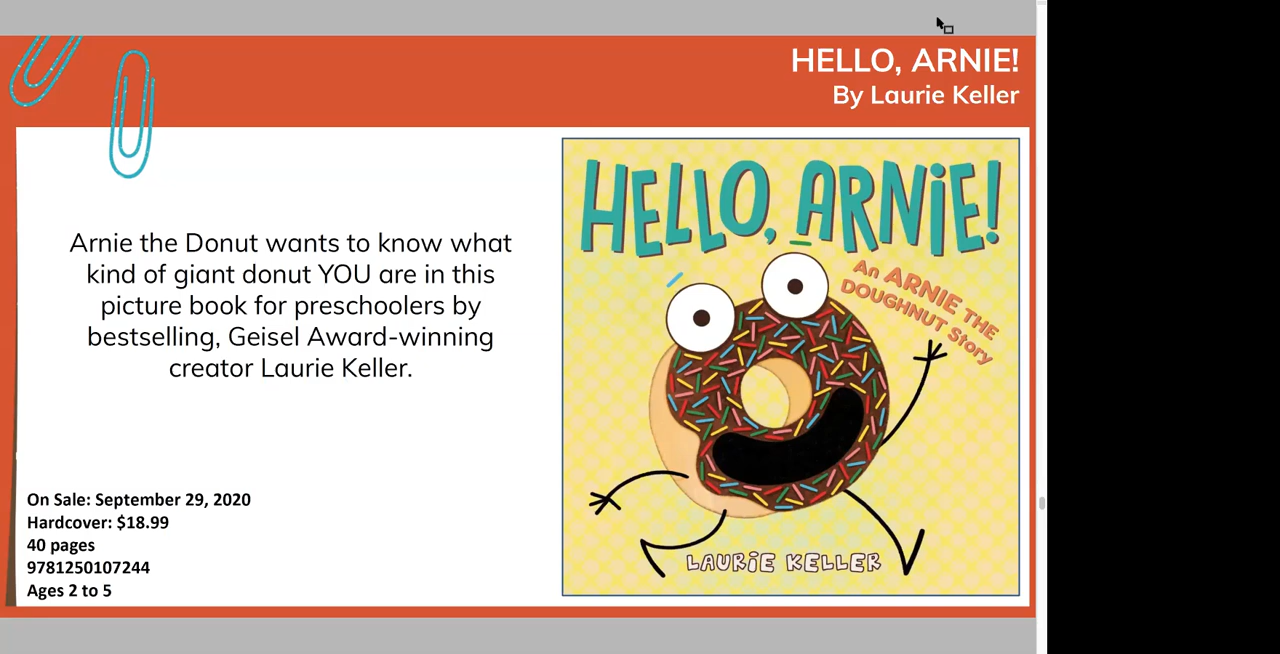 HELLO, ARNIE!
By Laurie Keller
Arnie the Donut wants to know what
kind of giant donut YOU are in this
picture book for preschoolers by
bestselling, Geisel Award-winning
creator Laurie Keller.
On Sale: September 29, 2020
Hardcover: $18.99
40 pages
9781250107244
Ages 2 to 5
HELLO, ARNiE!
An ARNIE THE
DOUGHNUT Story
LAURiE KELLER